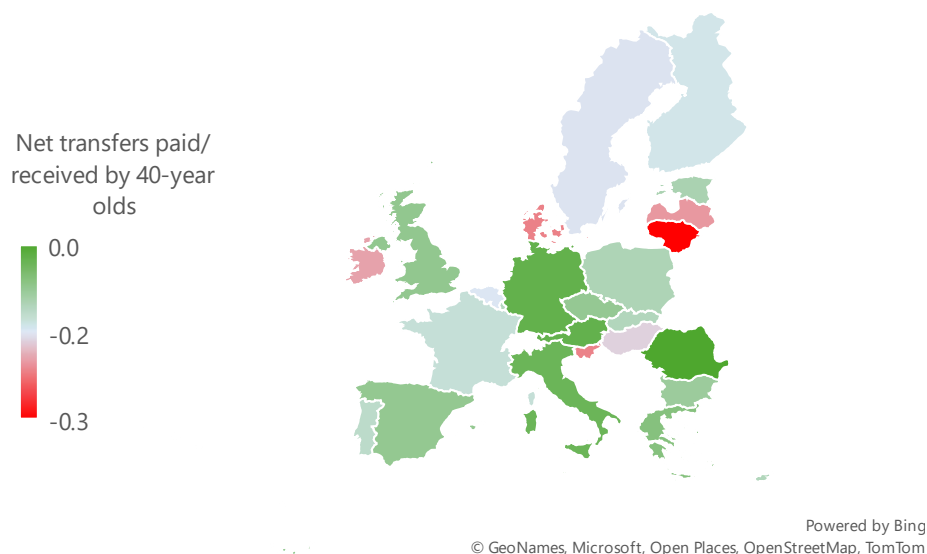 Net transfers paid/
received by 40-year
olds
0.0
-0.2
-0.3
Powered by Bing
© GeoNames, Microsoft, Open Places, OpenStreetMap, TomTom